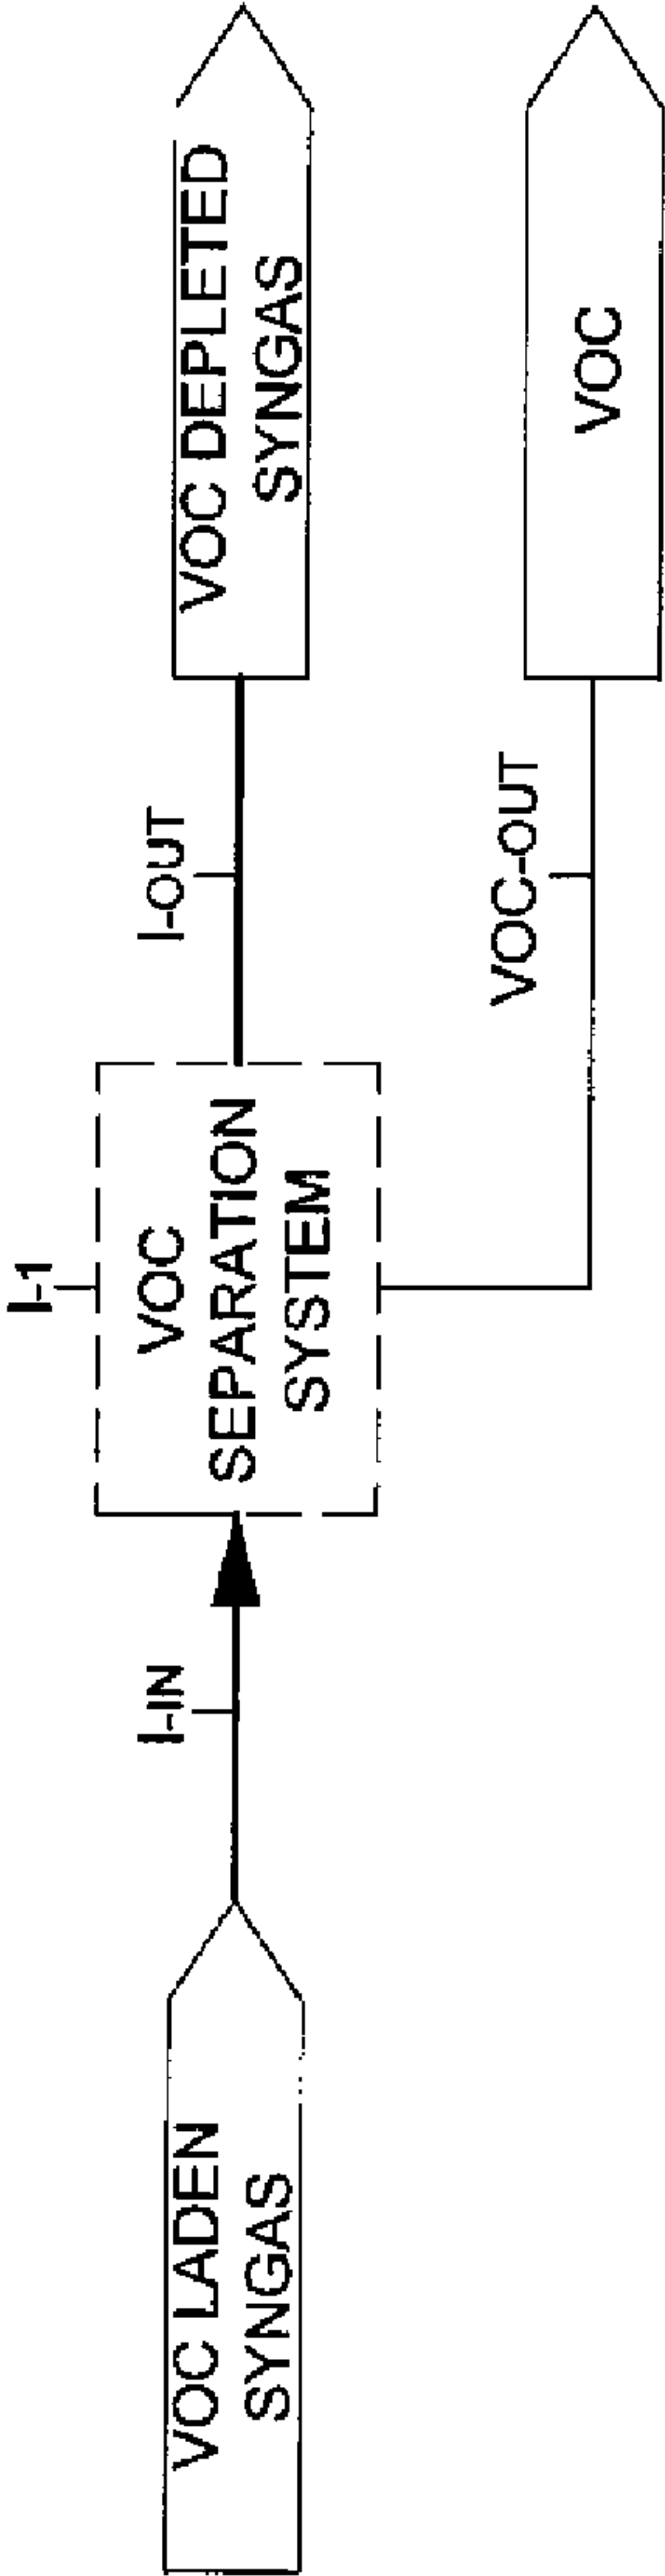 VOC LADEN
SYNGAS
I-IN
I-1
VOC
SEPARATION
SYSTEM
I-OUT
VOC DEPLETED
SYNGAS
VOC-OUT
VOC